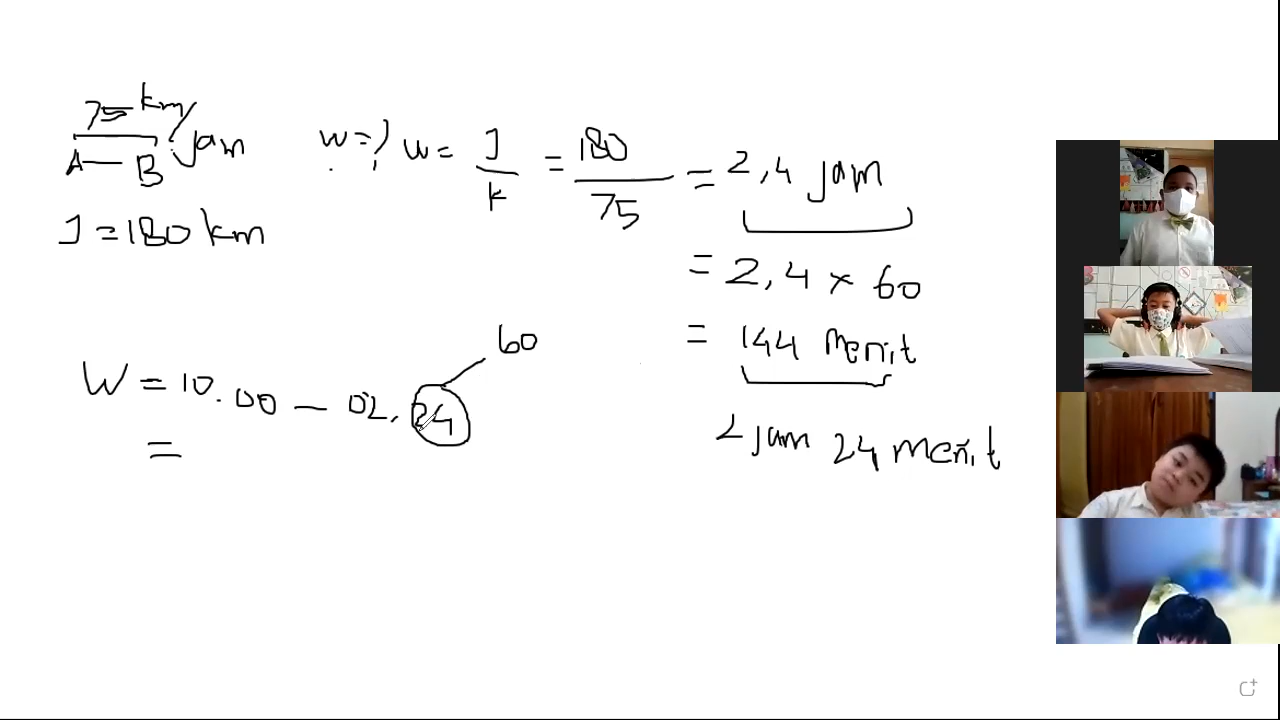 75 km/jam
A — B
J = 180 km
w = ? w = J/k = 180/75 = 2,4 jam
= 2,4 x 60
= 144 menit
2 jam 24 menit
60
W = 10.00 — 02.24
=